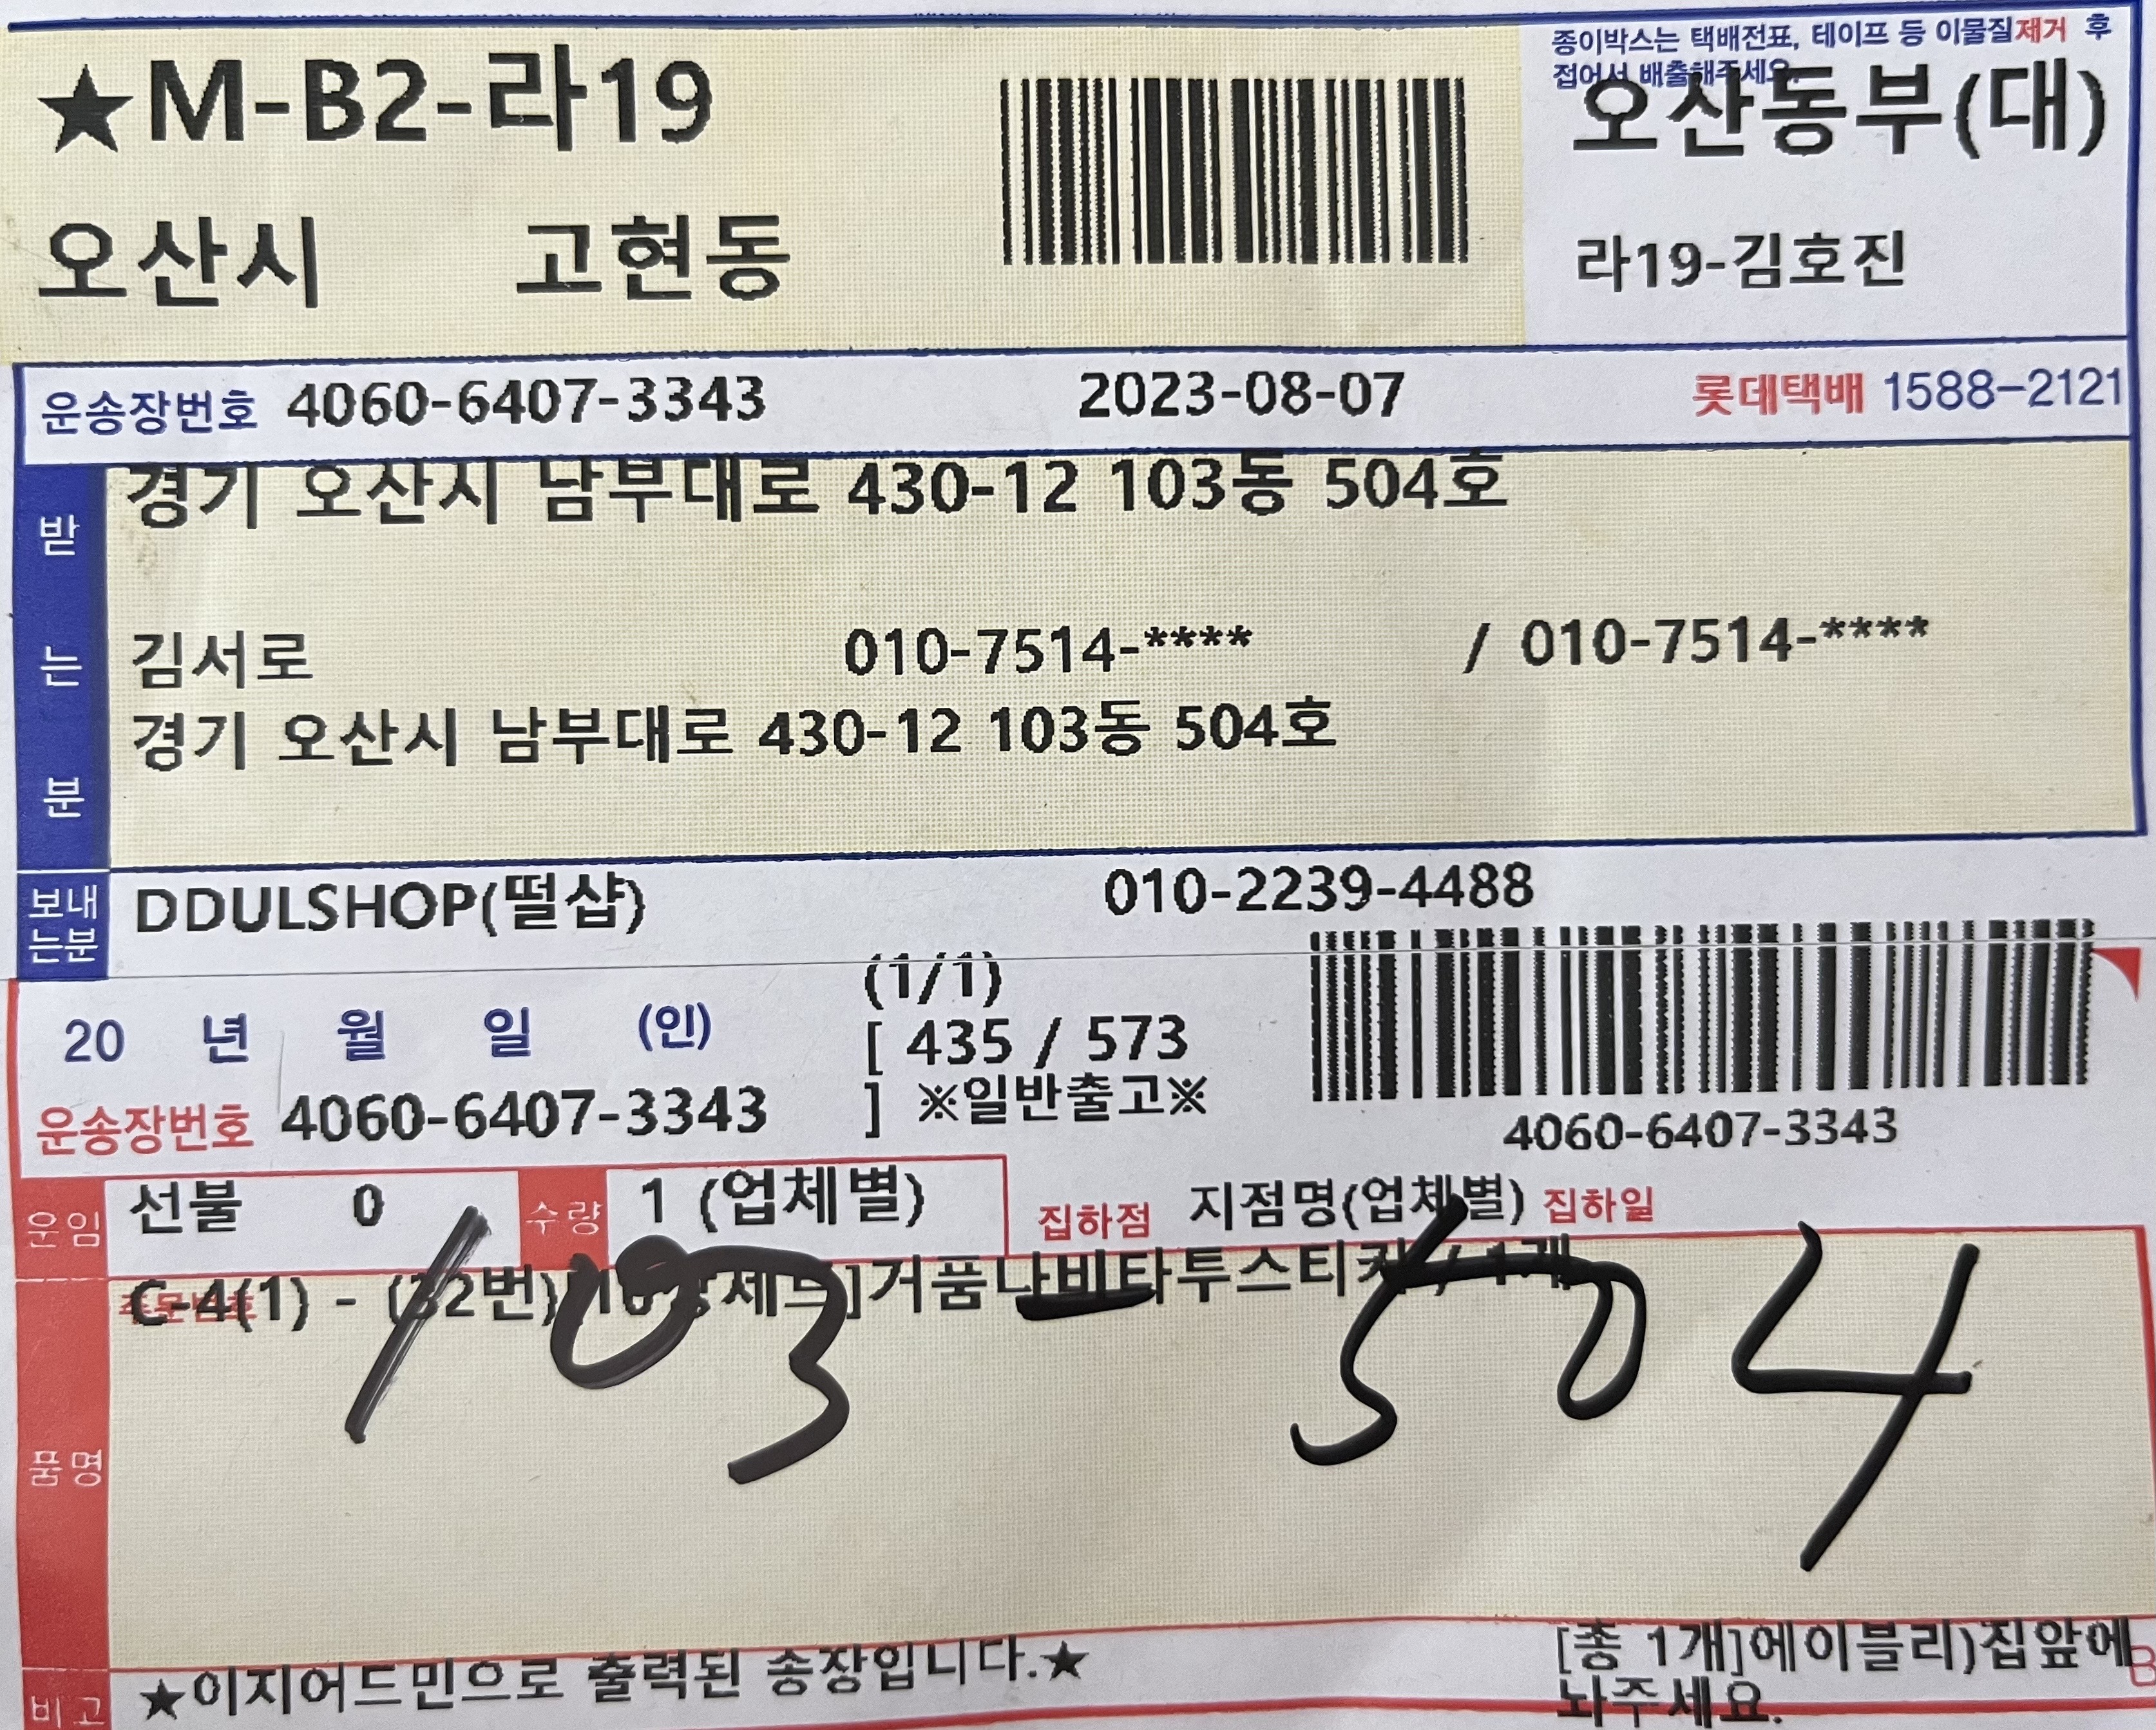 종이박스는 택배전표, 테이프 등 이물질제거 후
접어서 배출해주세요.
★M-B2-라19
오산동부(대)
오산시 고현동
라19-김호진
운송장번호 4060-6407-3343 2023-08-07 롯데택배 1588-2121
받는분
경기 오산시 남부대로 430-12 103동 504호
김서로 010-7514-**** / 010-7514-****
경기 오산시 남부대로 430-12 103동 504호
보내는분 DDULSHOP(떨샵) 010-2239-4488
(1/1)
20 년 월 일 (인) [ 435 / 573
] ※일반출고※
운송장번호 4060-6407-3343
4060-6407-3343
운임 선불 0 수량 1 (업체별) 집하점 지점명(업체별) 집하일
주문번호
C-4(1) - (32번) 거품나비타투스티커 / 1개
103 - 504
품명
비고 ★이지어드민으로 출력된 송장입니다.★
[총 1개]에이블리)집앞에
놔주세요.